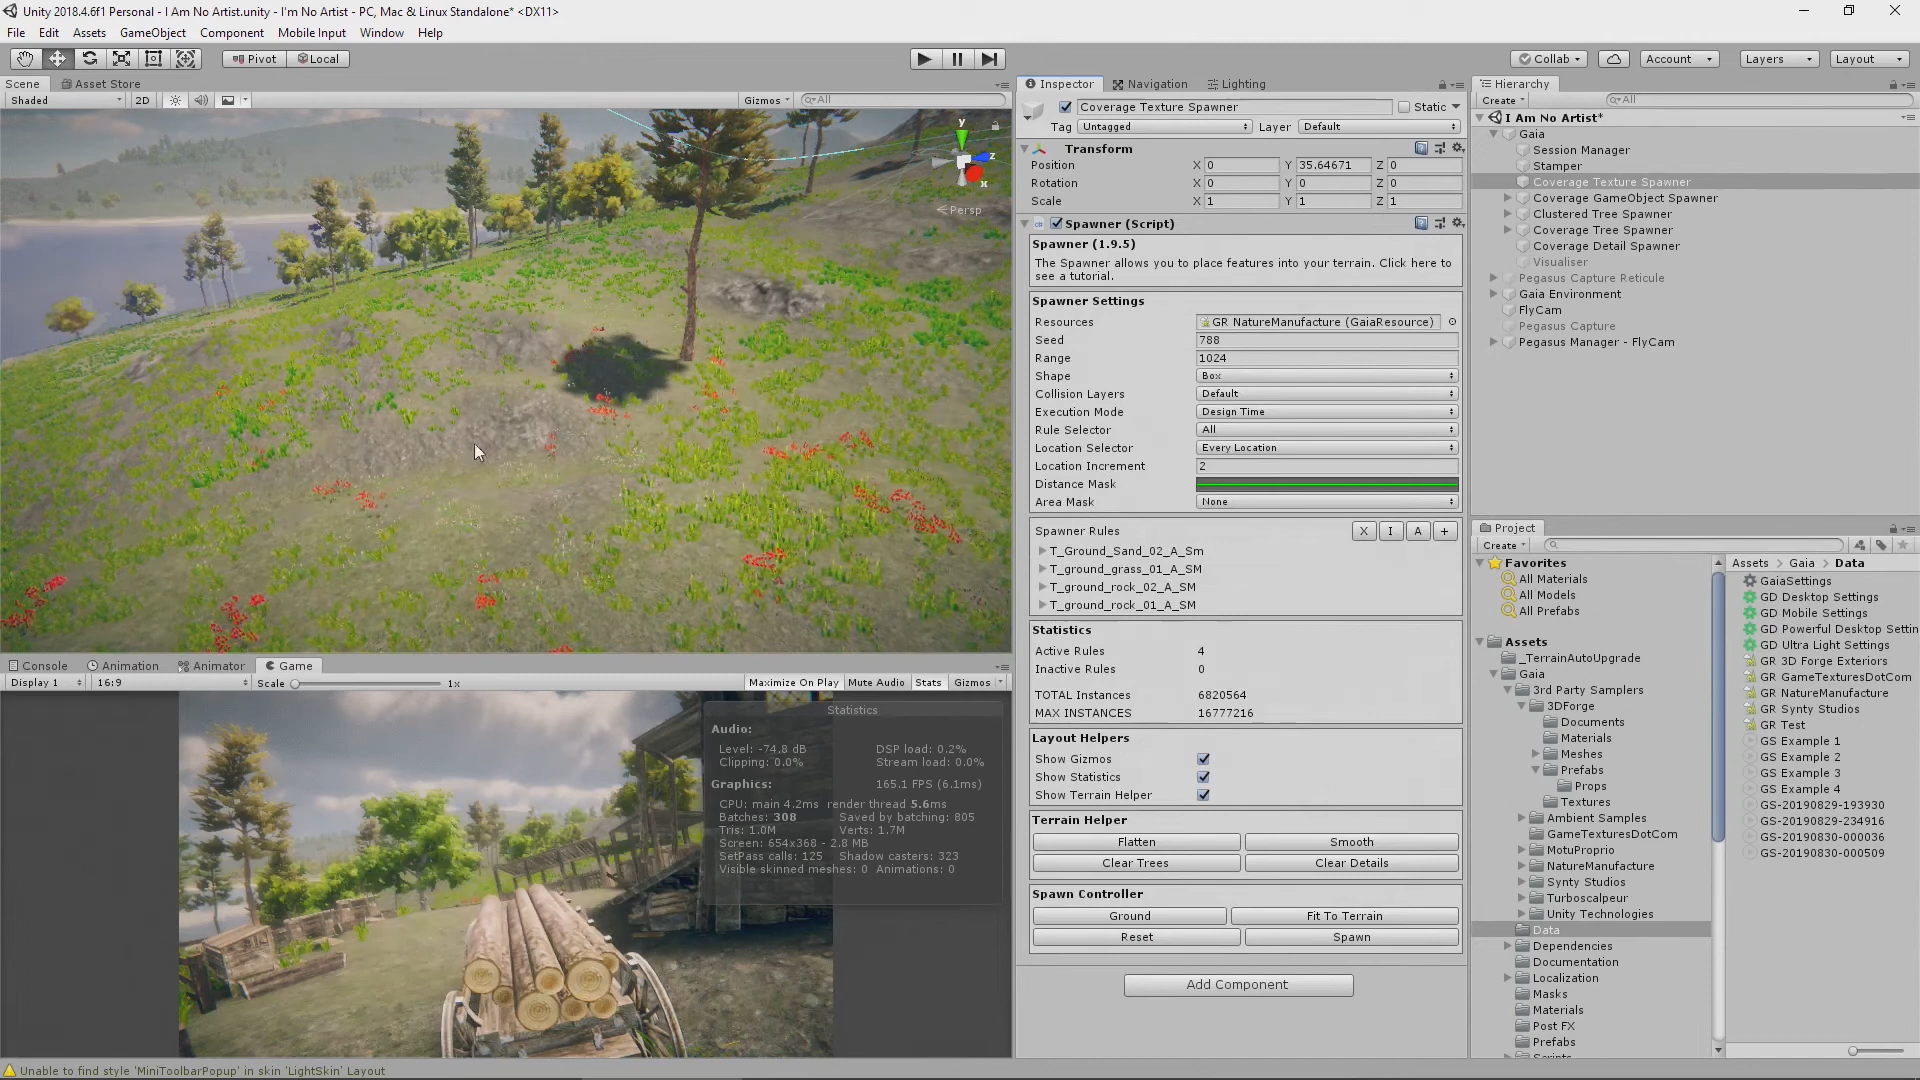 Unity 2018.4.6f1 Personal - I Am No Artist.unity - I'm No Artist - PC, Mac & Linux Standalone* <DX11>
File Edit Assets GameObject Component Mobile Input Window Help
Pivot Local
Collab Account Layers Layout
Scene Asset Store
Shaded 2D Gizmos All
y
z
x
Persp
Inspector Navigation Lighting
Coverage Texture Spawner Static
Tag Untagged Layer Default
Transform
Position X 0 Y 35.64671 Z 0
Rotation X 0 Y 0 Z 0
Scale X 1 Y 1 Z 1
Spawner (Script)
Spawner (1.9.5)
The Spawner allows you to place features into your terrain. Click here to
see a tutorial.
Spawner Settings
Resources GR NatureManufacture (GaiaResource)
Seed 788
Range 1024
Shape Box
Collision Layers Default
Execution Mode Design Time
Rule Selector All
Location Selector Every Location
Location Increment 2
Distance Mask
Area Mask None
Spawner Rules X I A +
T_Ground_Sand_02_A_Sm
T_ground_grass_01_A_SM
T_ground_rock_02_A_SM
T_ground_rock_01_A_SM
Statistics
Active Rules 4
Inactive Rules 0
TOTAL Instances 6820564
MAX INSTANCES 16777216
Layout Helpers
Show Gizmos
Show Statistics
Show Terrain Helper
Terrain Helper
Flatten Smooth
Clear Trees Clear Details
Spawn Controller
Ground Fit To Terrain
Reset Spawn
Add Component
Hierarchy
Create All
I Am No Artist*
Gaia
Session Manager
Stamper
Coverage Texture Spawner
Coverage GameObject Spawner
Clustered Tree Spawner
Coverage Tree Spawner
Coverage Detail Spawner
Visualiser
Pegasus Capture Reticule
Gaia Environment
FlyCam
Pegasus Capture
Pegasus Manager - FlyCam
Project
Create
Favorites
All Materials
All Models
All Prefabs
Assets
_TerrainAutoUpgrade
Gaia
3rd Party Samplers
3DForge
Documents
Materials
Meshes
Prefabs
Props
Textures
Ambient Samples
GameTexturesDotCom
MotuProprio
NatureManufacture
Synty Studios
Turboscalpeur
Unity Technologies
Data
Dependencies
Documentation
Localization
Masks
Materials
Post FX
Prefabs
Scripts
Assets > Gaia > Data
GaiaSettings
GD Desktop Settings
GD Mobile Settings
GD Powerful Desktop Settin
GD Ultra Light Settings
GR 3D Forge Exteriors
GR GameTexturesDotCom
GR NatureManufacture
GR Synty Studios
GR Test
GS Example 1
GS Example 2
GS Example 3
GS Example 4
GS-20190829-193930
GS-20190829-234916
GS-20190830-000036
GS-20190830-000509
Console Animation Animator Game
Display 1 16:9 Scale 1x Maximize On Play Mute Audio Stats Gizmos
Statistics
Audio:
Level: -74.8 dB DSP load: 0.2%
Clipping: 0.0% Stream load: 0.0%
Graphics: 165.1 FPS (6.1ms)
CPU: main 4.2ms render thread 5.6ms
Batches: 308 Saved by batching: 805
Tris: 1.0M Verts: 1.7M
Screen: 654x368 - 2.8 MB
SetPass calls: 125 Shadow casters: 323
Visible skinned meshes: 0 Animations: 0
Unable to find style 'MiniToolbarPopup' in skin 'LightSkin' Layout